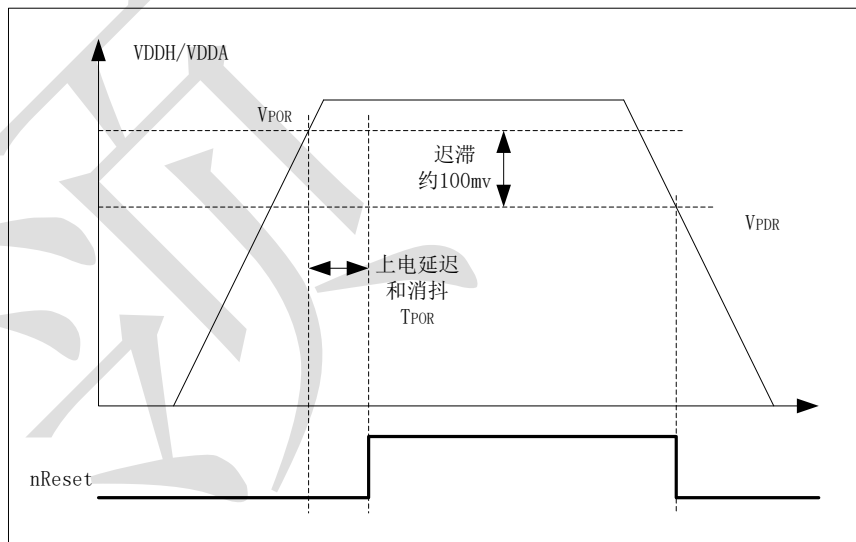 VDDH/VDDA
VPOR
迟滞
约100mv
VPDR
上电延迟
和消抖
TPOR
nReset